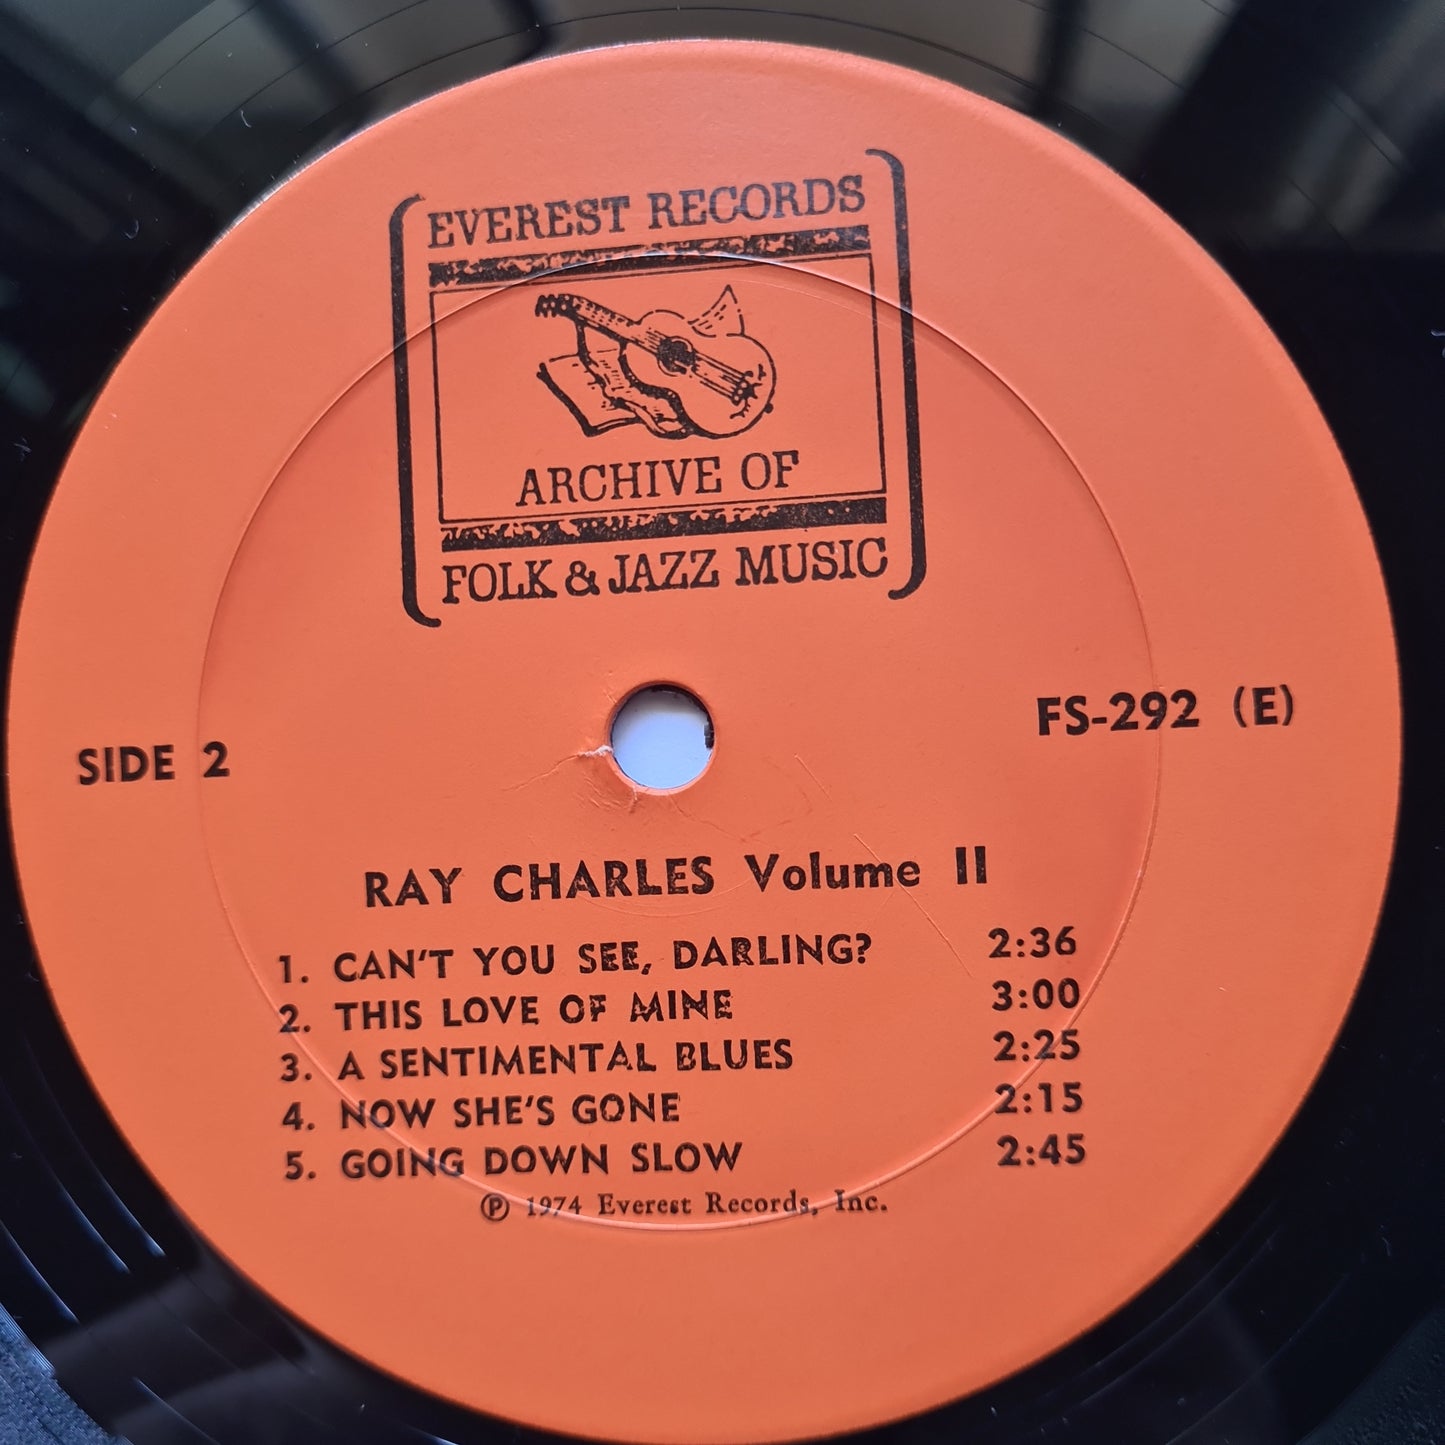 EVEREST RECORDS
ARCHIVE OF
FOLK & JAZZ MUSIC
SIDE 2
FS-292 (E)
RAY CHARLES Volume II
1. CAN'T YOU SEE, DARLING? 2:36
2. THIS LOVE OF MINE 3:00
3. A SENTIMENTAL BLUES 2:25
4. NOW SHE'S GONE 2:15
5. GOING DOWN SLOW 2:45
℗ 1974 Everest Records, Inc.